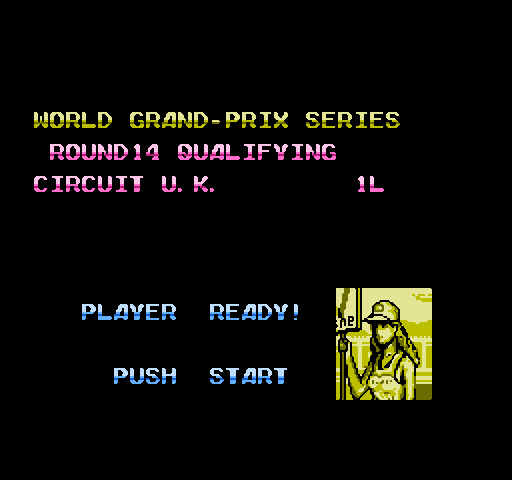 WORLD GRAND-PRIX SERIES
ROUND14 QUALIFYING
CIRCUIT U.K. 1L
PLAYER READY!
PUSH START